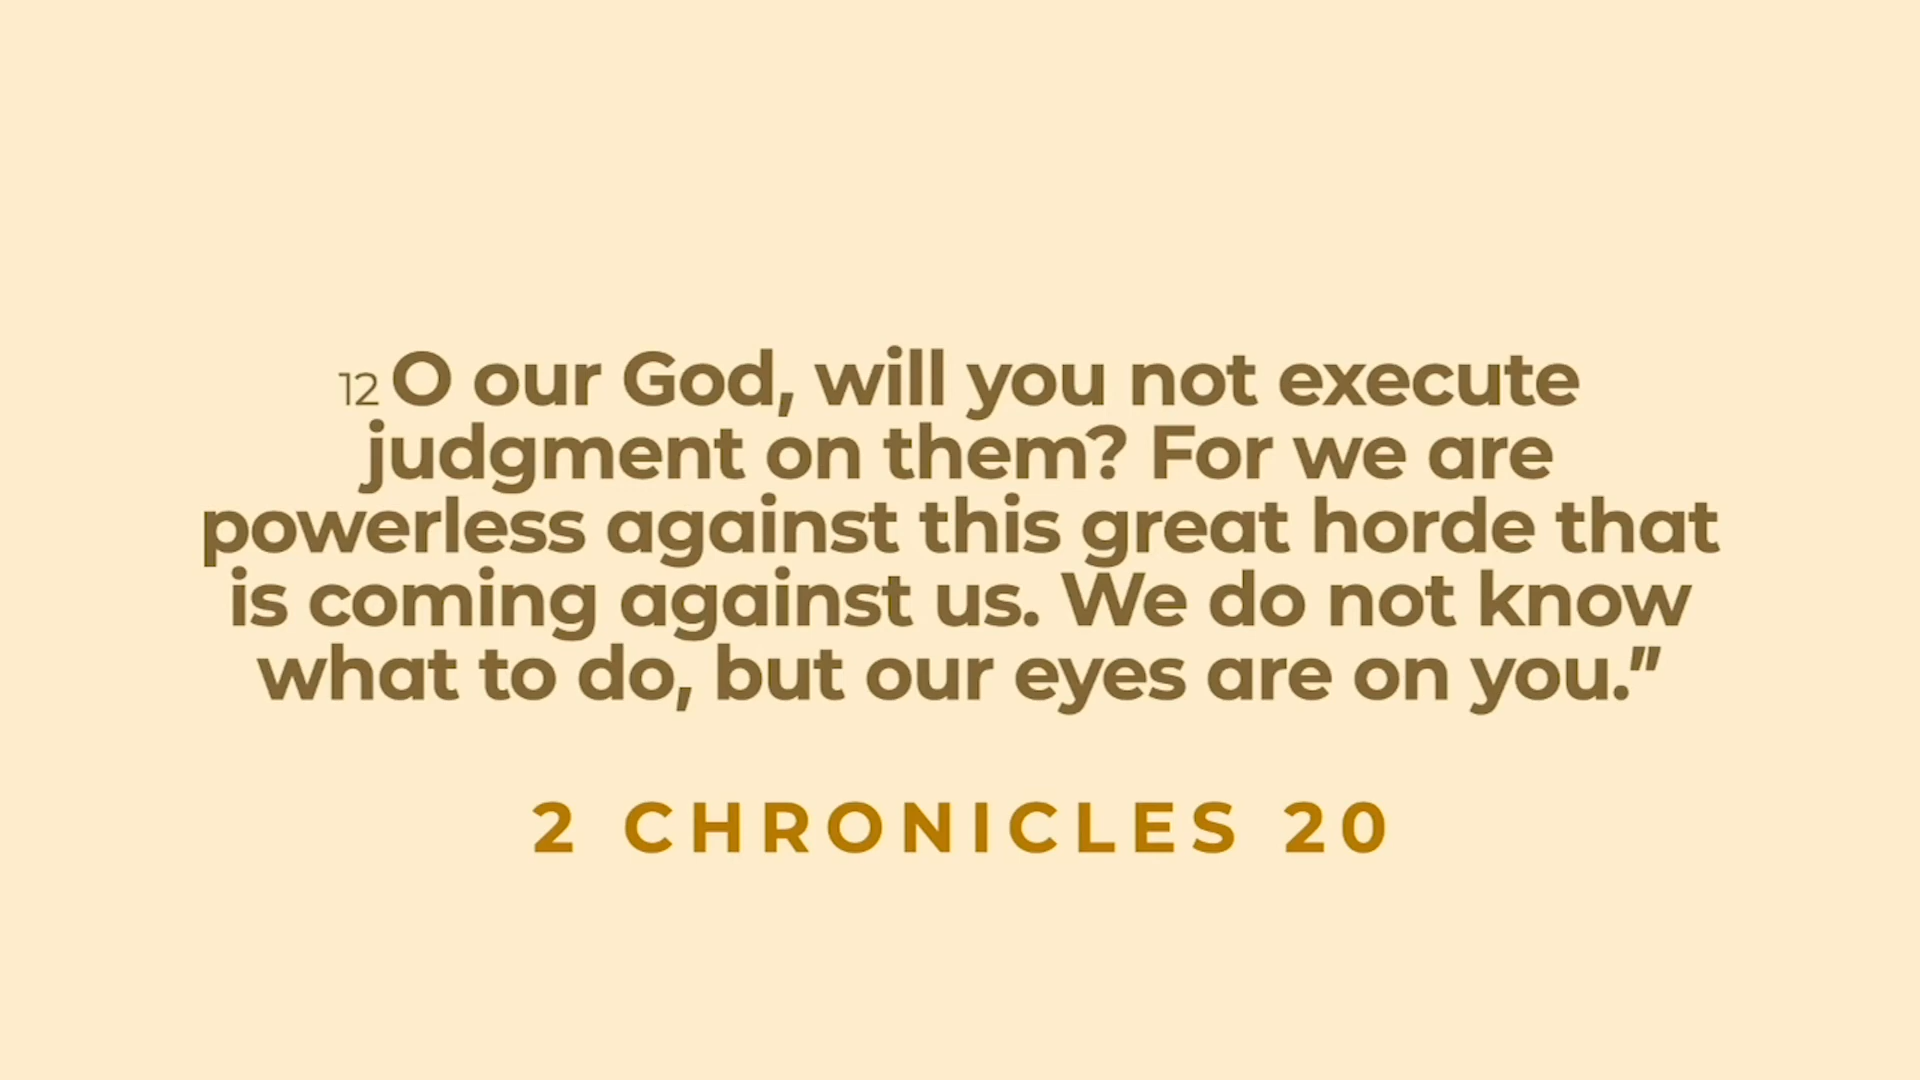 12 O our God, will you not execute
judgment on them? For we are
powerless against this great horde that
is coming against us. We do not know
what to do, but our eyes are on you.”
2 CHRONICLES 20